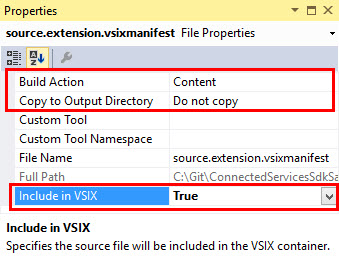 Properties
source.extension.vsixmanifest File Properties
Build Action Content
Copy to Output Directory Do not copy
Custom Tool
Custom Tool Namespace
File Name source.extension.vsixmanifest
Full Path C:\Git\ConnectedServicesSdkSa
Include in VSIX True
Include in VSIX
Specifies the source file will be included in the VSIX container.